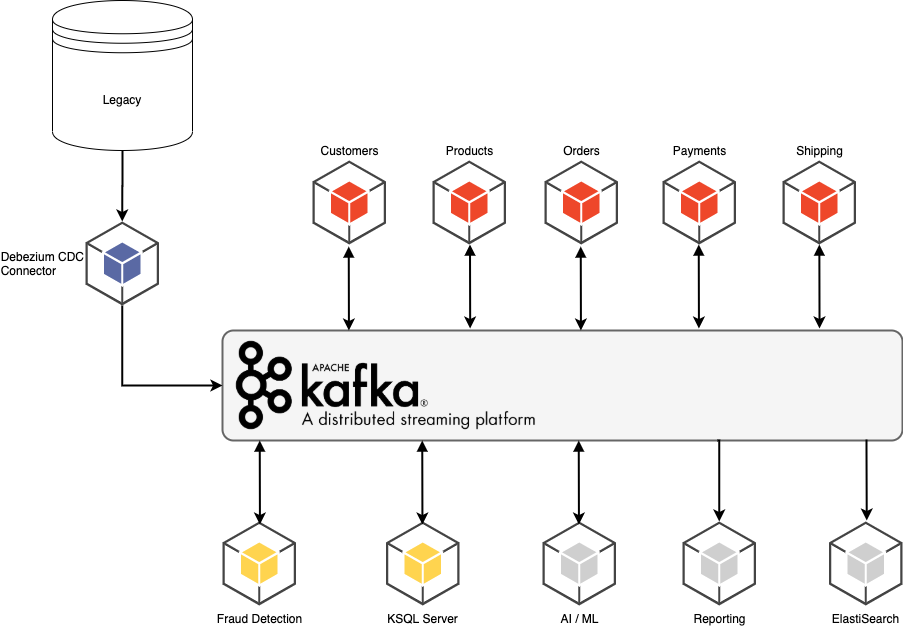 Legacy
Customers
Products
Orders
Payments
Shipping
Debezium CDC
Connector
APACHE
kafka®
A distributed streaming platform
Fraud Detection
KSQL Server
AI / ML
Reporting
ElastiSearch